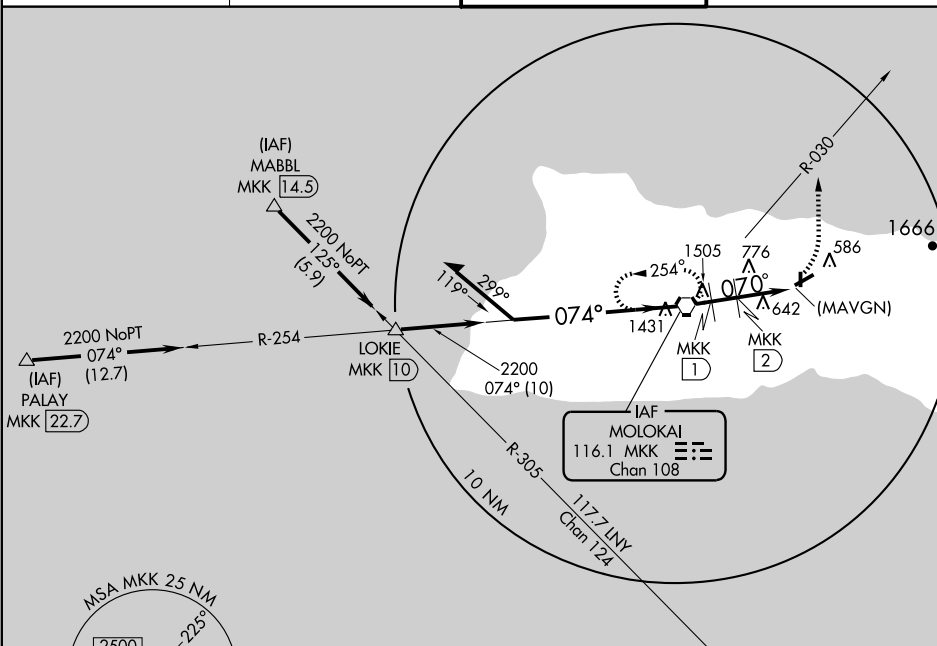 R-030
(IAF)
MABBL
MKK 14.5
2200 NoPT
125°
(5.9)
1666
1505
776
586
254°
299°
119°
070°
074°
1431
642
(MAVGN)
2200 NoPT
074°
(12.7)
R-254
(IAF)
PALAY
MKK 22.7
LOKIE
MKK 10
2200
074° (10)
MKK
1
MKK
2
IAF
MOLOKAI
116.1 MKK
Chan 108
R-305
10 NM
117.7 LNY
Chan 124
MSA MKK 25 NM
225°
2500